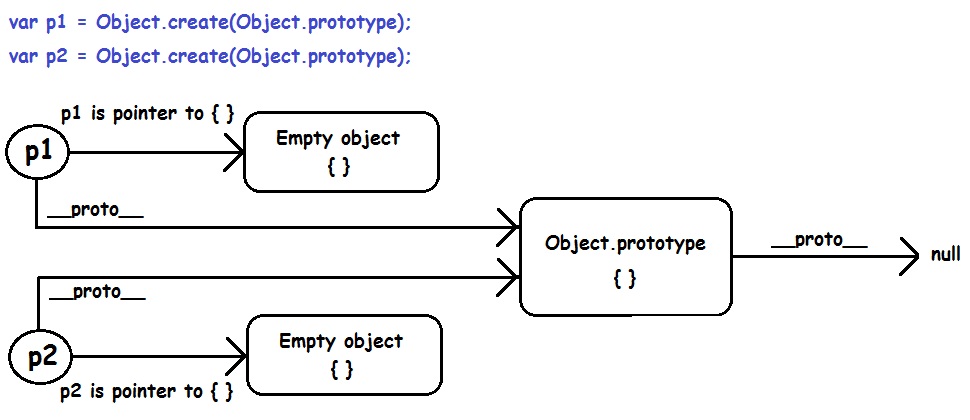 var p1 = Object.create(Object.prototype);
var p2 = Object.create(Object.prototype);
p1 is pointer to { }
p1
Empty object
{ }
__proto__
Object.prototype
{ }
__proto__
null
__proto__
p2
Empty object
{ }
p2 is pointer to { }